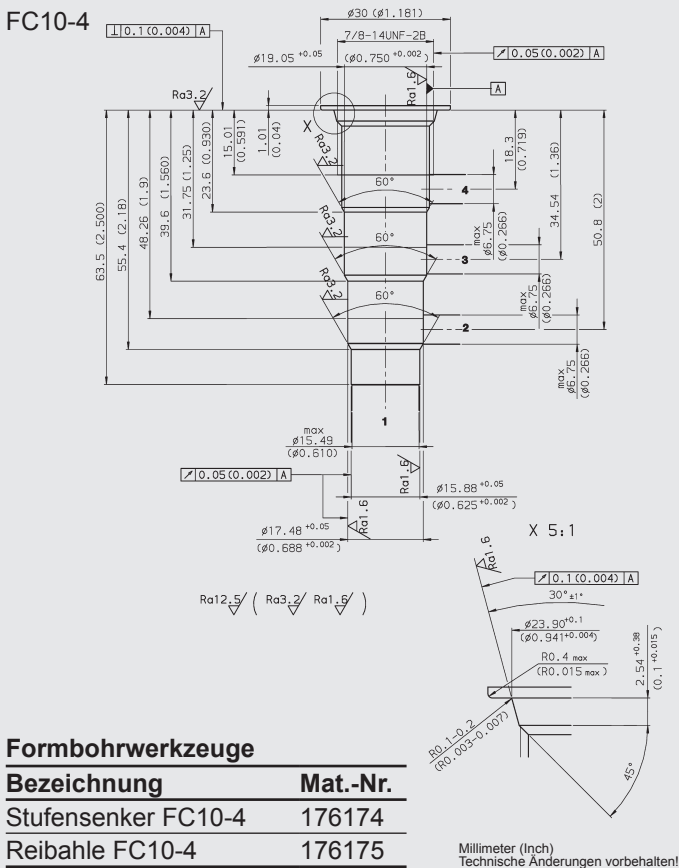 FC10-4
⊥ 0.1 (0.004) A
ø30 (ø1.181)
7/8-14UNF-2B
ø19.05 +0.05
(ø0.750 +0.002)
↗ 0.05 (0.002) A
Ra3.2
Ra1.6
A
X
63.5 (2.500)
55.4 (2.18)
48.26 (1.9)
39.6 (1.560)
31.75 (1.25)
23.6 (0.930)
15.01
(0.591)
1.01
(0.04)
Ra3.2
60°
4
18.3
(0.719)
34.54 (1.36)
50.8 (2)
max
ø6.75
(ø0.266)
Ra3.2
60°
3
max
ø6.75
(ø0.266)
Ra3.2
60°
2
max
ø6.75
(ø0.266)
1
max
ø15.49
(ø0.610)
↗ 0.05 (0.002) A
Ra1.6
ø15.88 +0.05
(ø0.625 +0.002)
Ra1.6
ø17.48 +0.05
(ø0.688 +0.002)
Ra12.5 ( Ra3.2 Ra1.6 )
X 5:1
Ra1.6
↗ 0.1 (0.004) A
30° ±1°
ø23.90 +0.1
(ø0.941 +0.004)
R0.4 max
(R0.015 max)
2.54 +0.38
(0.1 +0.015)
R0.1-0.2
(R0.003-0.007)
45°
Formbohrwerkzeuge
Bezeichnung Mat.-Nr.
Stufensenker FC10-4 176174
Reibahle FC10-4 176175
Millimeter (Inch)
Technische Änderungen vorbehalten!